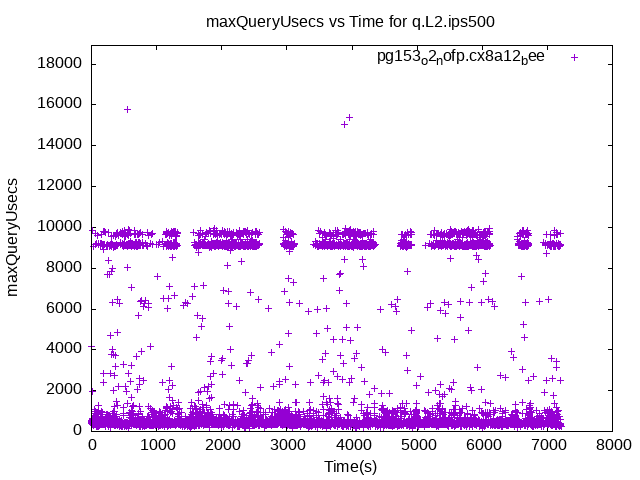 maxQueryUsecs vs Time for q.L2.ips500
pg153o2nofp.cx8a12bee
18000
16000
14000
12000
10000
8000
6000
4000
2000
0
maxQueryUsecs
0 1000 2000 3000 4000 5000 6000 7000 8000
Time(s)